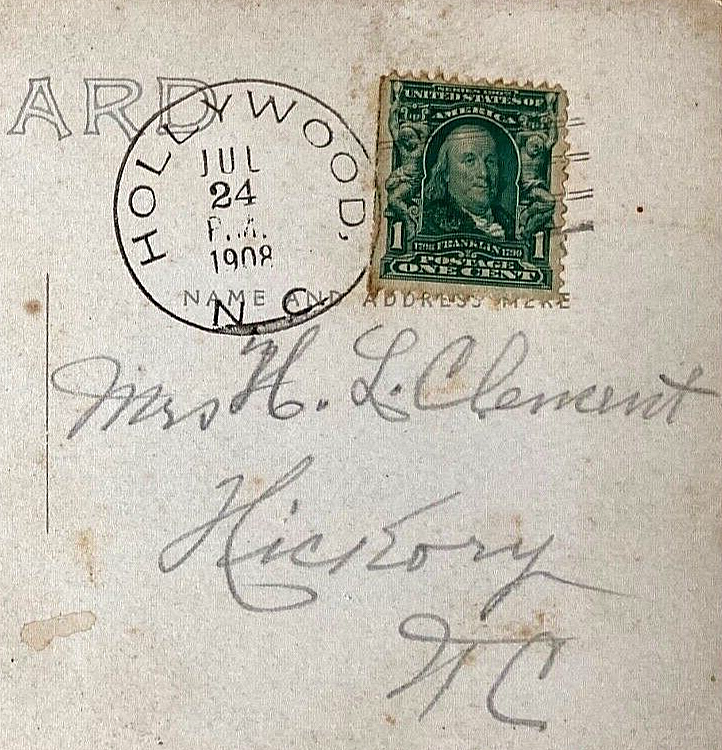 ARD
HOLLYWOOD,
JUL
24
P.M.
1908
N. C.
UNITED STATES OF
AMERICA
1 FRANKLIN 1
POSTAGE
ONE CENT
NAME AND ADDRESS HERE
Mrs H. L. Clement
Hickory
N C